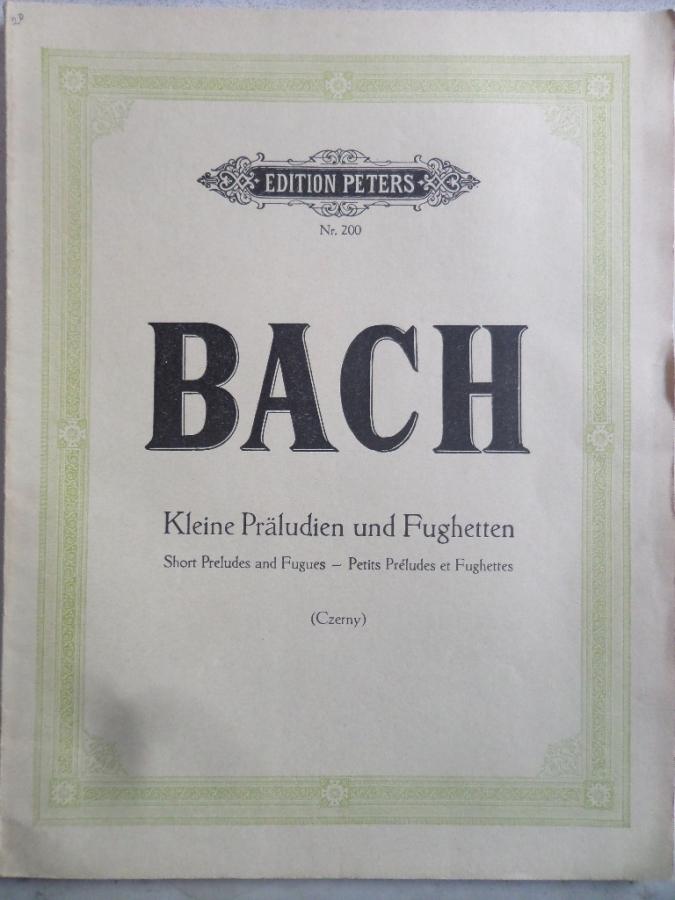 EDITION PETERS
Nr. 200
BACH
Kleine Präludien und Fughetten
Short Preludes and Fugues – Petits Préludes et Fughettes
(Czerny)